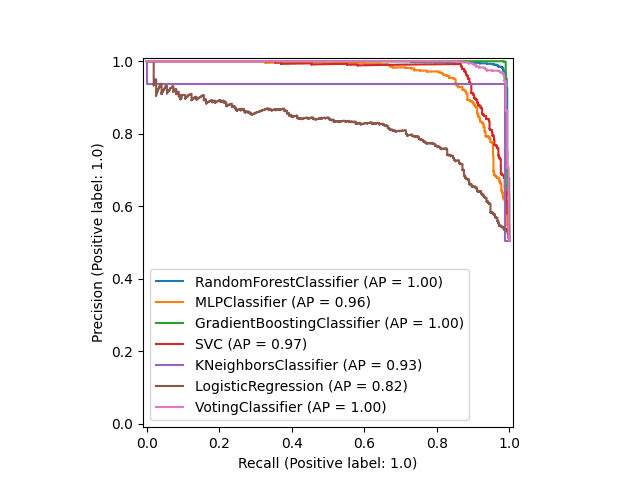 1.0
0.8
0.6
0.4
0.2
0.0
Precision (Positive label: 1.0)
RandomForestClassifier (AP = 1.00)
MLPClassifier (AP = 0.96)
GradientBoostingClassifier (AP = 1.00)
SVC (AP = 0.97)
KNeighborsClassifier (AP = 0.93)
LogisticRegression (AP = 0.82)
VotingClassifier (AP = 1.00)
0.0 0.2 0.4 0.6 0.8 1.0
Recall (Positive label: 1.0)